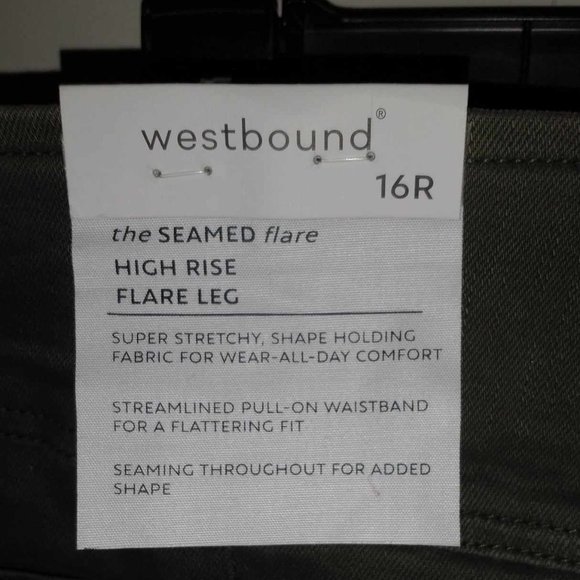 westbound®
16R
the SEAMED flare
HIGH RISE
FLARE LEG
SUPER STRETCHY, SHAPE HOLDING
FABRIC FOR WEAR-ALL-DAY COMFORT
STREAMLINED PULL-ON WAISTBAND
FOR A FLATTERING FIT
SEAMING THROUGHOUT FOR ADDED
SHAPE